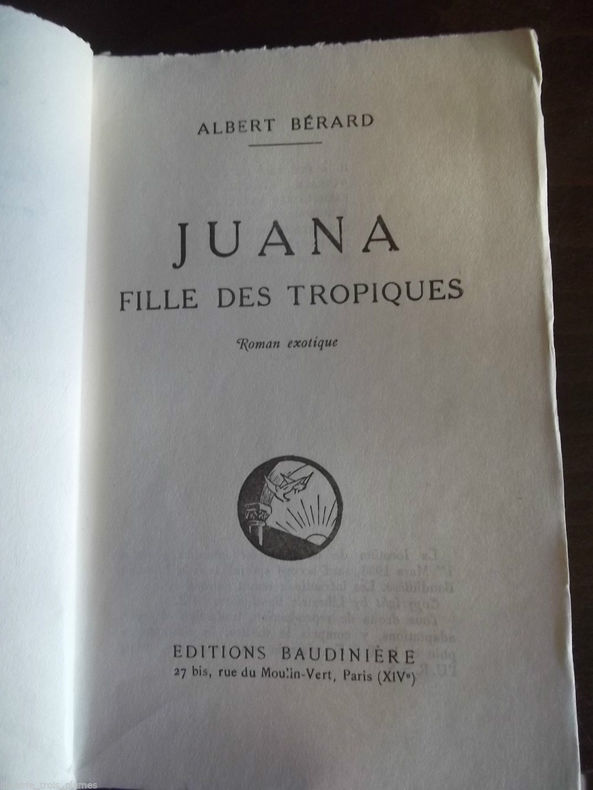 ALBERT BÉRARD
JUANA
FILLE DES TROPIQUES
Roman exotique
EDITIONS BAUDINIÈRE
27 bis, rue du Moulin-Vert, Paris (XIVᵉ)